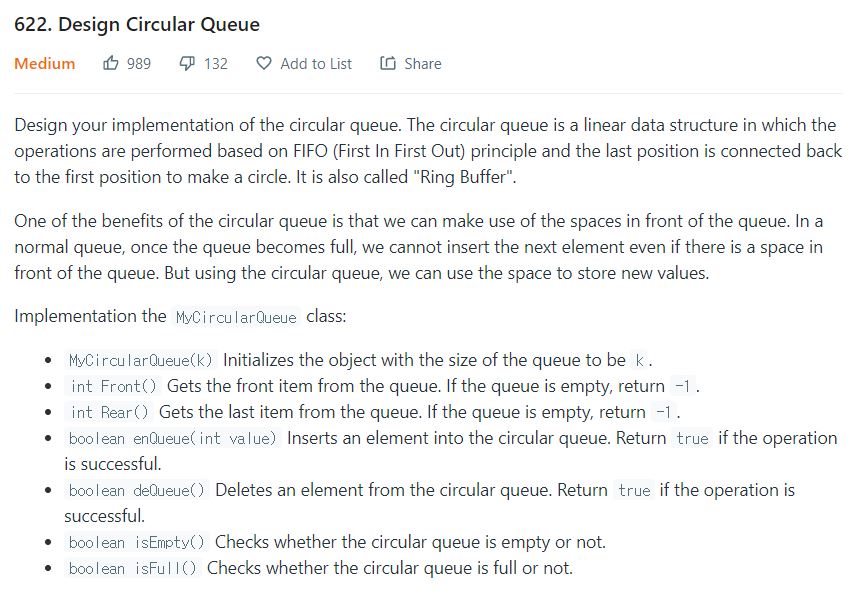 622. Design Circular Queue
Medium 989 132 Add to List Share
Design your implementation of the circular queue. The circular queue is a linear data structure in which the
operations are performed based on FIFO (First In First Out) principle and the last position is connected back
to the first position to make a circle. It is also called "Ring Buffer".
One of the benefits of the circular queue is that we can make use of the spaces in front of the queue. In a
normal queue, once the queue becomes full, we cannot insert the next element even if there is a space in
front of the queue. But using the circular queue, we can use the space to store new values.
Implementation the MyCircularQueue class:
• MyCircularQueue(k) Initializes the object with the size of the queue to be k.
• int Front() Gets the front item from the queue. If the queue is empty, return -1.
• int Rear() Gets the last item from the queue. If the queue is empty, return -1.
• boolean enQueue(int value) Inserts an element into the circular queue. Return true if the operation
is successful.
• boolean deQueue() Deletes an element from the circular queue. Return true if the operation is
successful.
• boolean isEmpty() Checks whether the circular queue is empty or not.
• boolean isFull() Checks whether the circular queue is full or not.